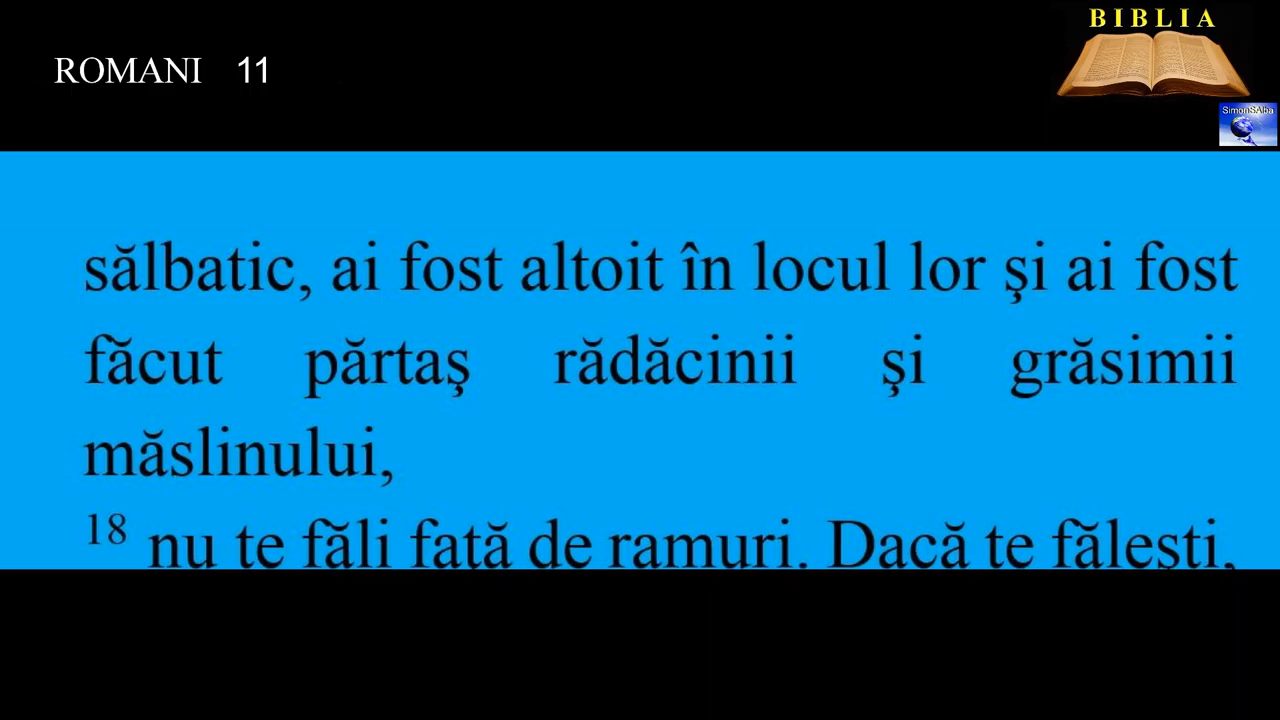 BIBLIA
ROMANI 11
SimonSAlba
sălbatic, ai fost altoit în locul lor şi ai fost
făcut părtaş rădăcinii şi grăsimii
măslinului,
18 nu te făli faţă de ramuri. Dacă te făleşti,